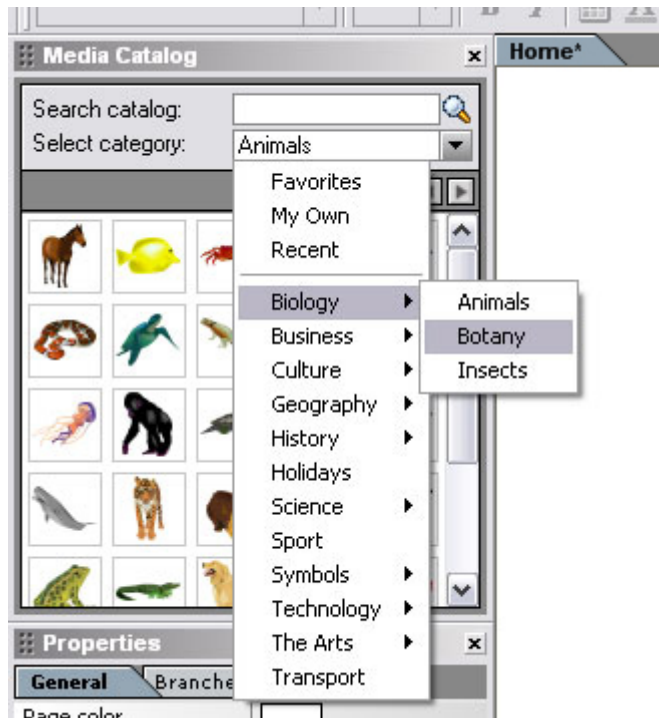 Media Catalog
Home*
Search catalog:
Select category:
Animals
Favorites
My Own
Recent
Biology
Business
Culture
Geography
History
Holidays
Science
Sport
Symbols
Technology
The Arts
Transport
Animals
Botany
Insects
Properties
General
Page color